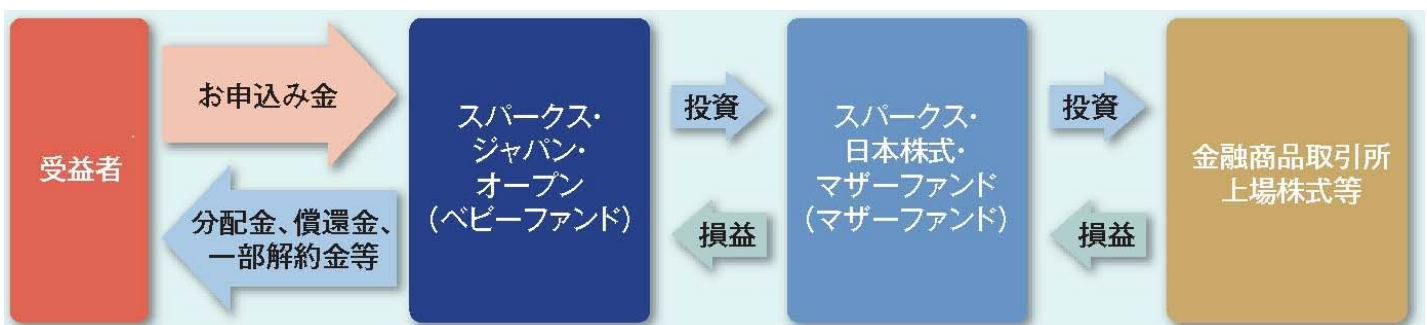 受益者
お申込み金
分配金、償還金、
一部解約金等
スパークス・
ジャパン・
オープン
(ベビーファンド)
投資
損益
スパークス・
日本株式・
マザーファンド
(マザーファンド)
投資
損益
金融商品取引所
上場株式等